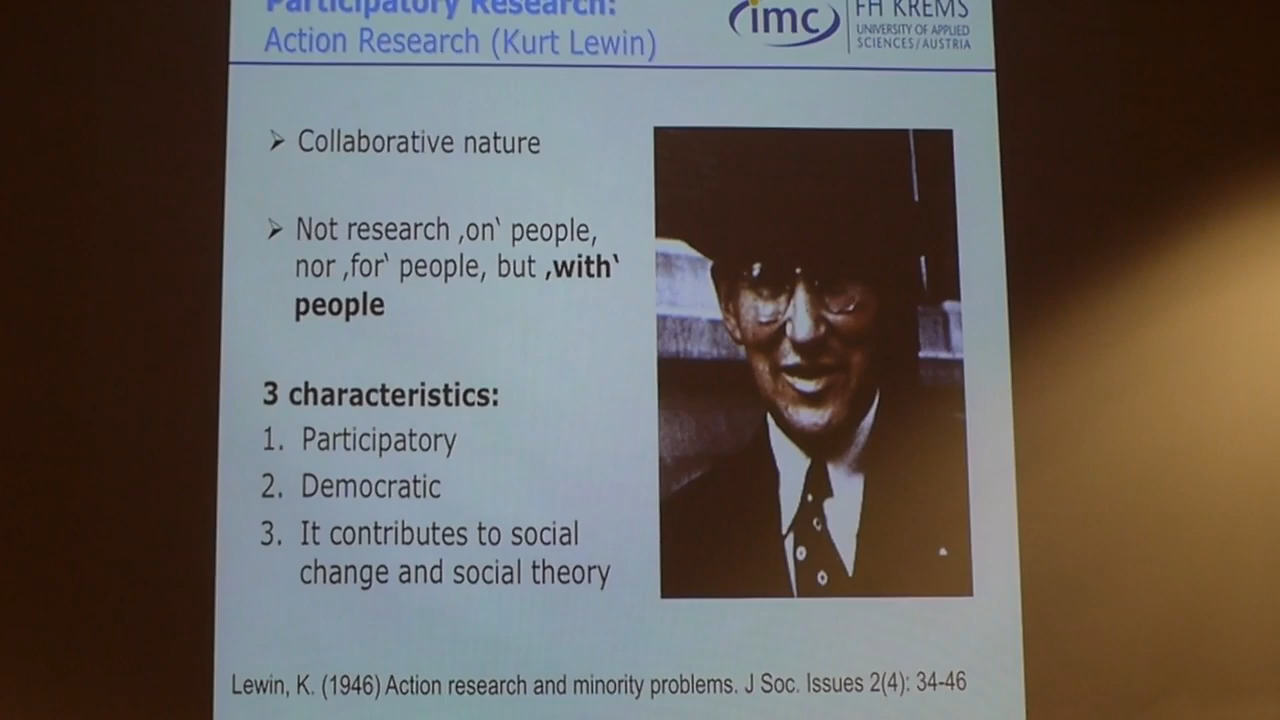 Participatory Research:
Action Research (Kurt Lewin)
imc
FH KREMS
UNIVERSITY OF APPLIED
SCIENCES/AUSTRIA
➢ Collaborative nature
➢ Not research ‚on‘ people,
nor ‚for‘ people, but ‚with‘
people
3 characteristics:
1. Participatory
2. Democratic
3. It contributes to social
change and social theory
Lewin, K. (1946) Action research and minority problems. J Soc. Issues 2(4): 34-46